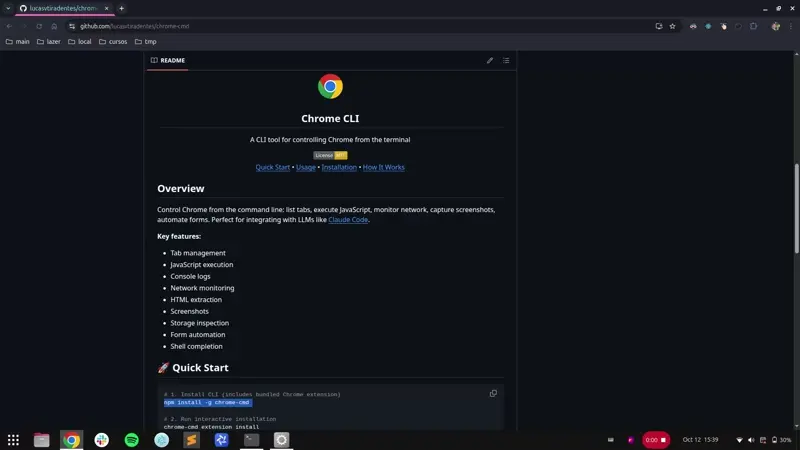 lucasvtiradentes/chrom
github.com/lucasvtiradentes/chrome-cmd
main
lazer
local
cursos
tmp
README
Chrome CLI
A CLI tool for controlling Chrome from the terminal
License MIT
Quick Start • Usage • Installation • How It Works
Overview
Control Chrome from the command line: list tabs, execute JavaScript, monitor network, capture screenshots,
automate forms. Perfect for integrating with LLMs like Claude Code.
Key features:
• Tab management
• JavaScript execution
• Console logs
• Network monitoring
• HTML extraction
• Screenshots
• Storage inspection
• Form automation
• Shell completion
🚀 Quick Start
# 1. Install CLI (includes bundled Chrome extension)
npm install -g chrome-cmd
# 2. Run interactive installation
chrome-cmd extension install
0:00
Oct 12 15:39
30%